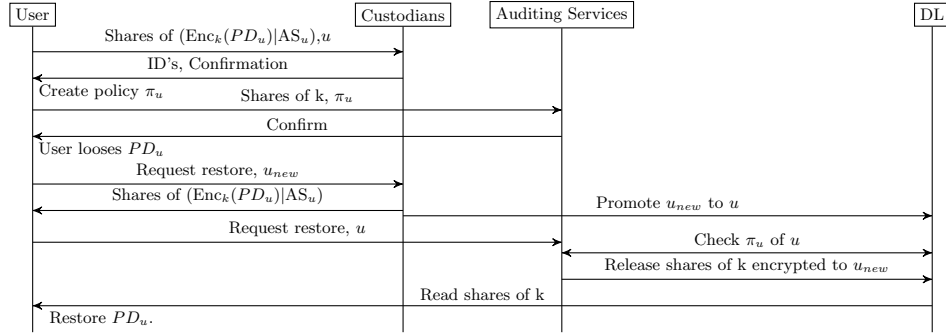 User Custodians Auditing Services DL
Shares of (Enc_k(PD_u)|AS_u),u
ID's, Confirmation
Create policy π_u
Shares of k, π_u
Confirm
User looses PD_u
Request restore, u_new
Shares of (Enc_k(PD_u)|AS_u)
Promote u_new to u
Request restore, u
Check π_u of u
Release shares of k encrypted to u_new
Read shares of k
Restore PD_u.